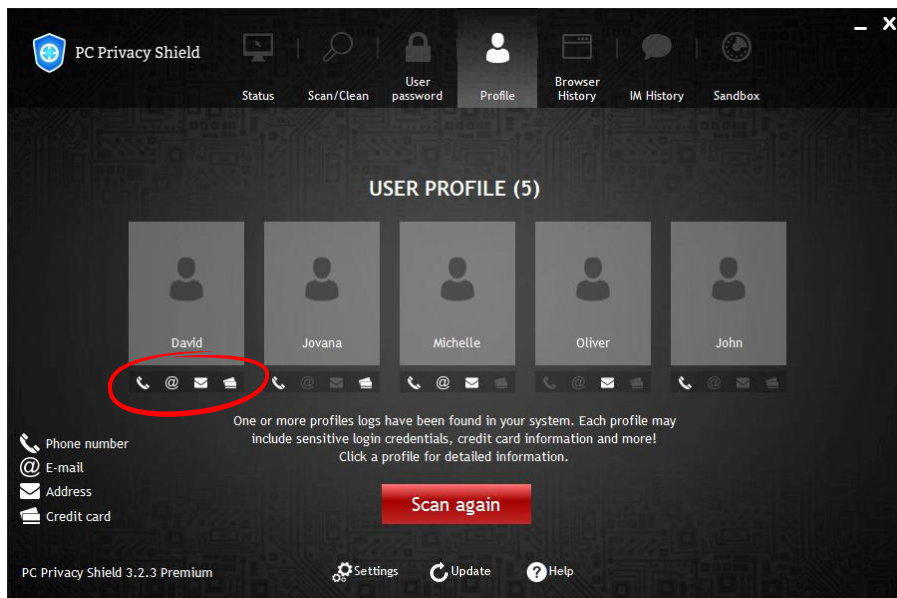 PC Privacy Shield
Status
Scan/Clean
User
password
Profile
Browser
History
IM History
Sandbox
USER PROFILE (5)
David
Jovana
Michelle
Oliver
John
One or more profiles logs have been found in your system. Each profile may
include sensitive login credentials, credit card information and more!
Click a profile for detailed information.
Phone number
E-mail
Address
Credit card
Scan again
PC Privacy Shield 3.2.3 Premium
Settings
Update
Help